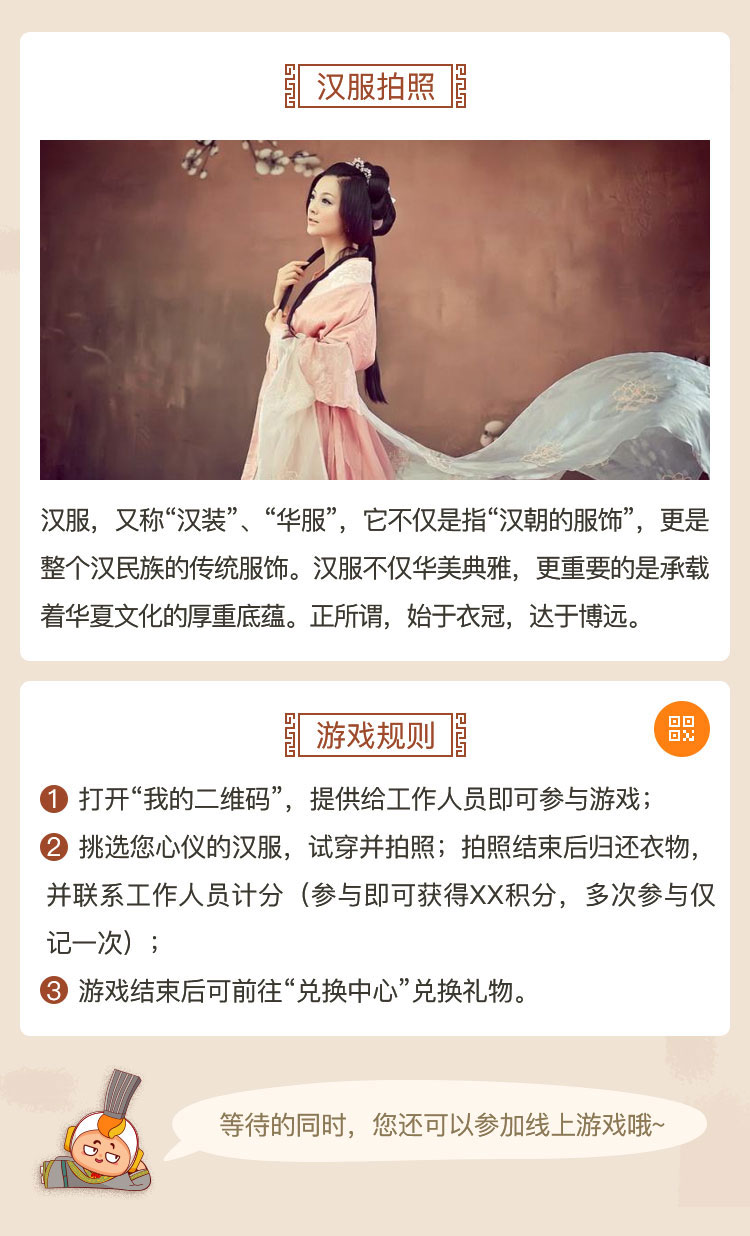 汉服拍照
汉服，又称“汉装”、“华服”，它不仅是指“汉朝的服饰”，更是
整个汉民族的传统服饰。汉服不仅华美典雅，更重要的是承载
着华夏文化的厚重底蕴。正所谓，始于衣冠，达于博远。
游戏规则
1 打开“我的二维码”，提供给工作人员即可参与游戏；
2 挑选您心仪的汉服，试穿并拍照；拍照结束后归还衣物，
并联系工作人员计分（参与即可获得XX积分，多次参与仅
记一次）；
3 游戏结束后可前往“兑换中心”兑换礼物。
等待的同时，您还可以参加线上游戏哦~